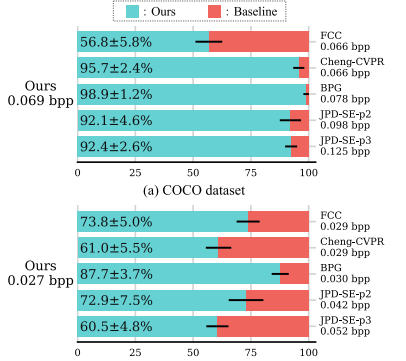 : Ours : Baseline
Ours
0.069 bpp
56.8±5.8%
FCC
0.066 bpp
95.7±2.4%
Cheng-CVPR
0.066 bpp
98.9±1.2%
BPG
0.078 bpp
92.1±4.6%
JPD-SE-p2
0.098 bpp
92.4±2.6%
JPD-SE-p3
0.125 bpp
0 25 50 75 100
(a) COCO dataset
Ours
0.027 bpp
73.8±5.0%
FCC
0.029 bpp
61.0±5.5%
Cheng-CVPR
0.029 bpp
87.7±3.7%
BPG
0.030 bpp
72.9±7.5%
JPD-SE-p2
0.042 bpp
60.5±4.8%
JPD-SE-p3
0.052 bpp
0 25 50 75 100